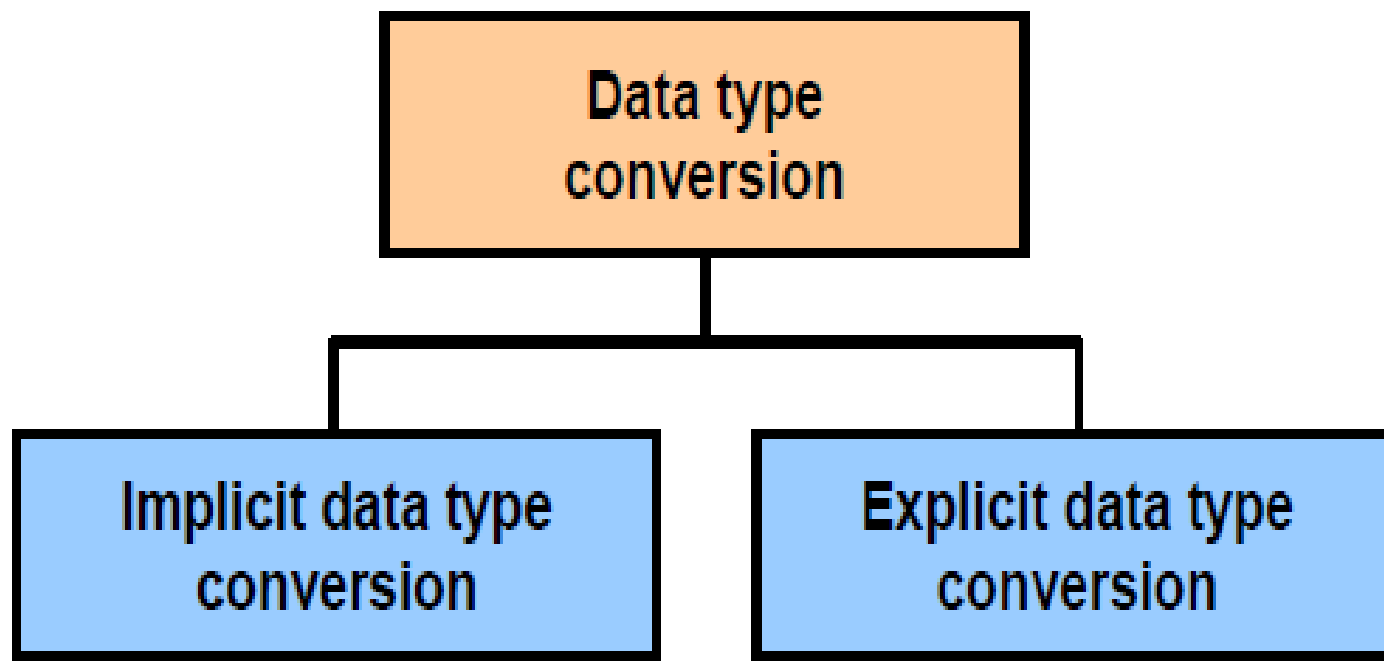 Data type
conversion
Implicit data type
conversion
Explicit data type
conversion